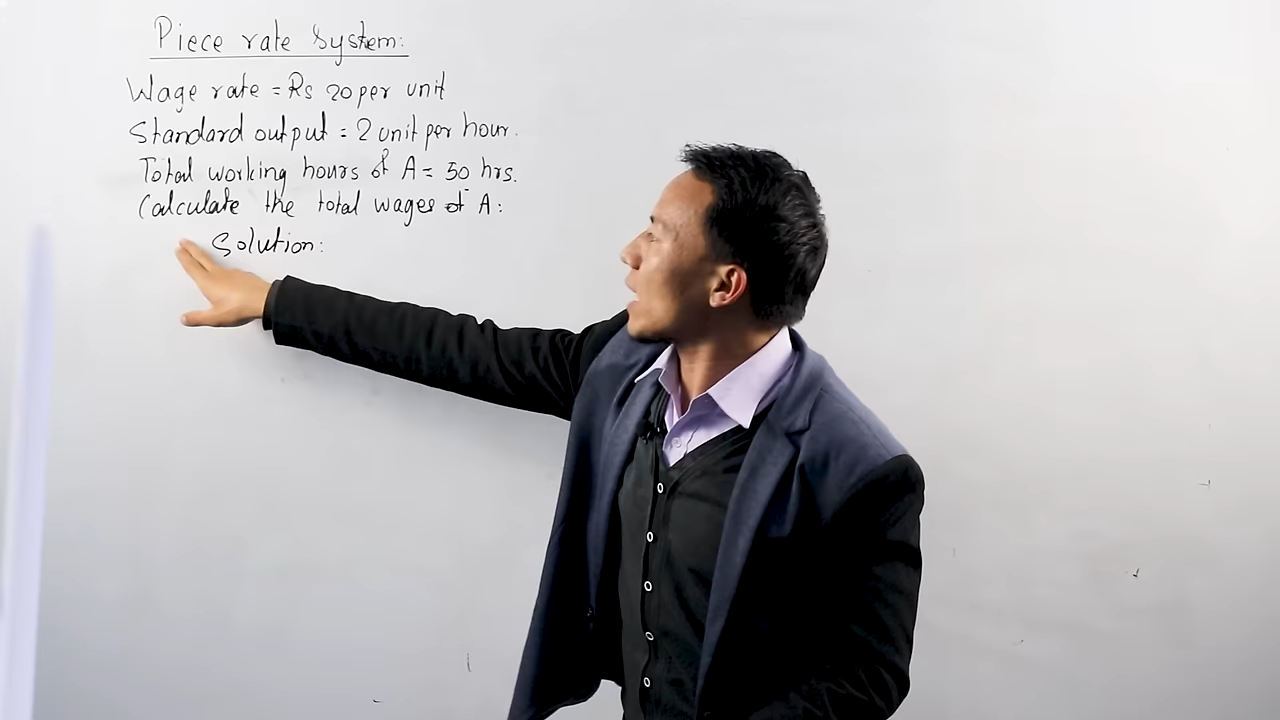 Piece rate System:
Wage rate = Rs 20 per unit
Standard output = 2 unit per hour.
Total working hours of A = 50 hrs.
Calculate the total wages of A:
Solution: